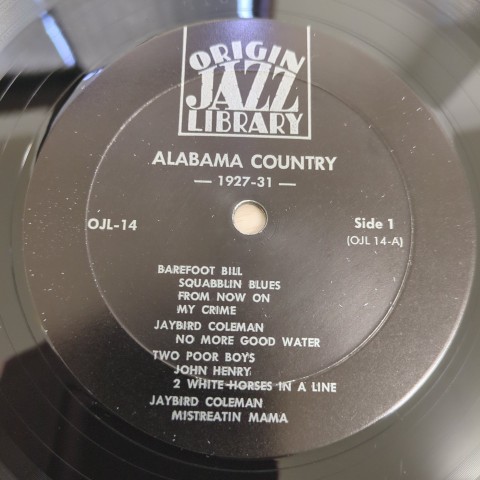 ORIGIN
JAZZ
LIBRARY
ALABAMA COUNTRY
— 1927-31 —
OJL-14
Side 1
(OJL 14-A)
BAREFOOT BILL
SQUABBLIN BLUES
FROM NOW ON
MY CRIME
JAYBIRD COLEMAN
NO MORE GOOD WATER
TWO POOR BOYS
JOHN HENRY
2 WHITE HORSES IN A LINE
JAYBIRD COLEMAN
MISTREATIN MAMA